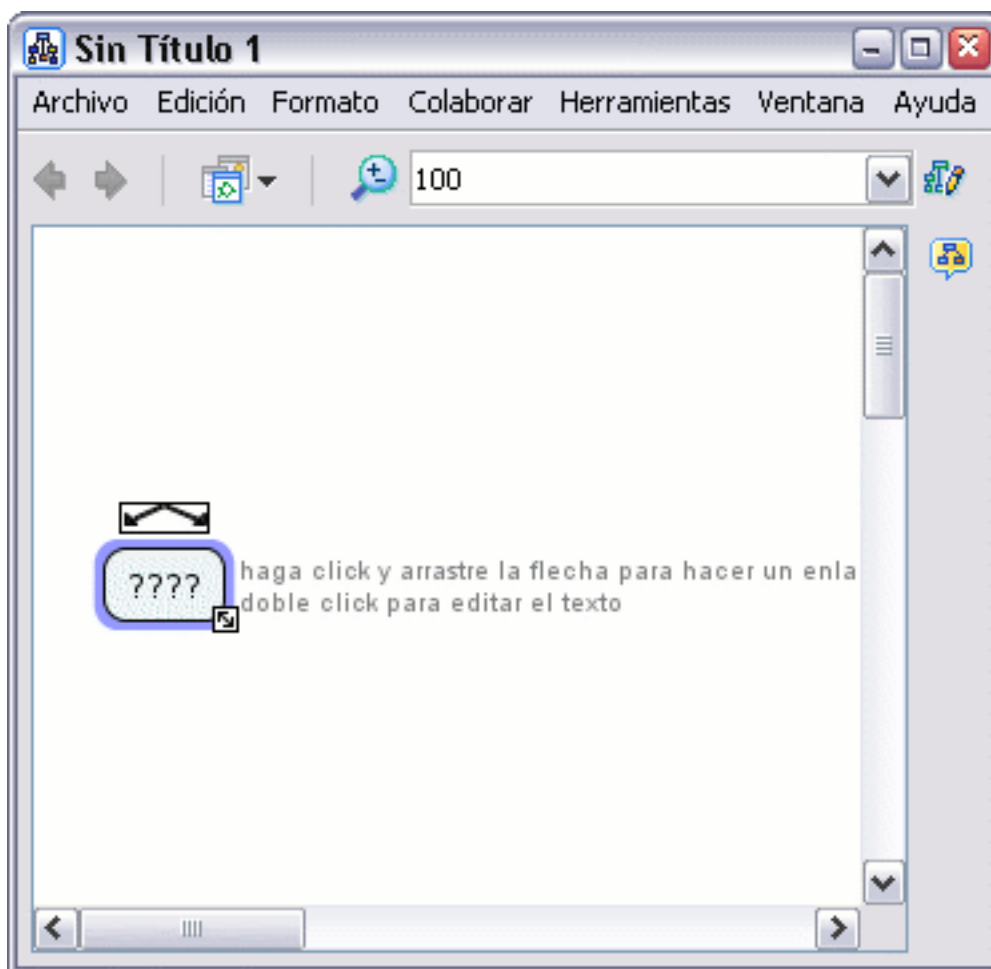 Sin Título 1
Archivo Edición Formato Colaborar Herramientas Ventana Ayuda
100
????
haga click y arrastre la flecha para hacer un enla
doble click para editar el texto